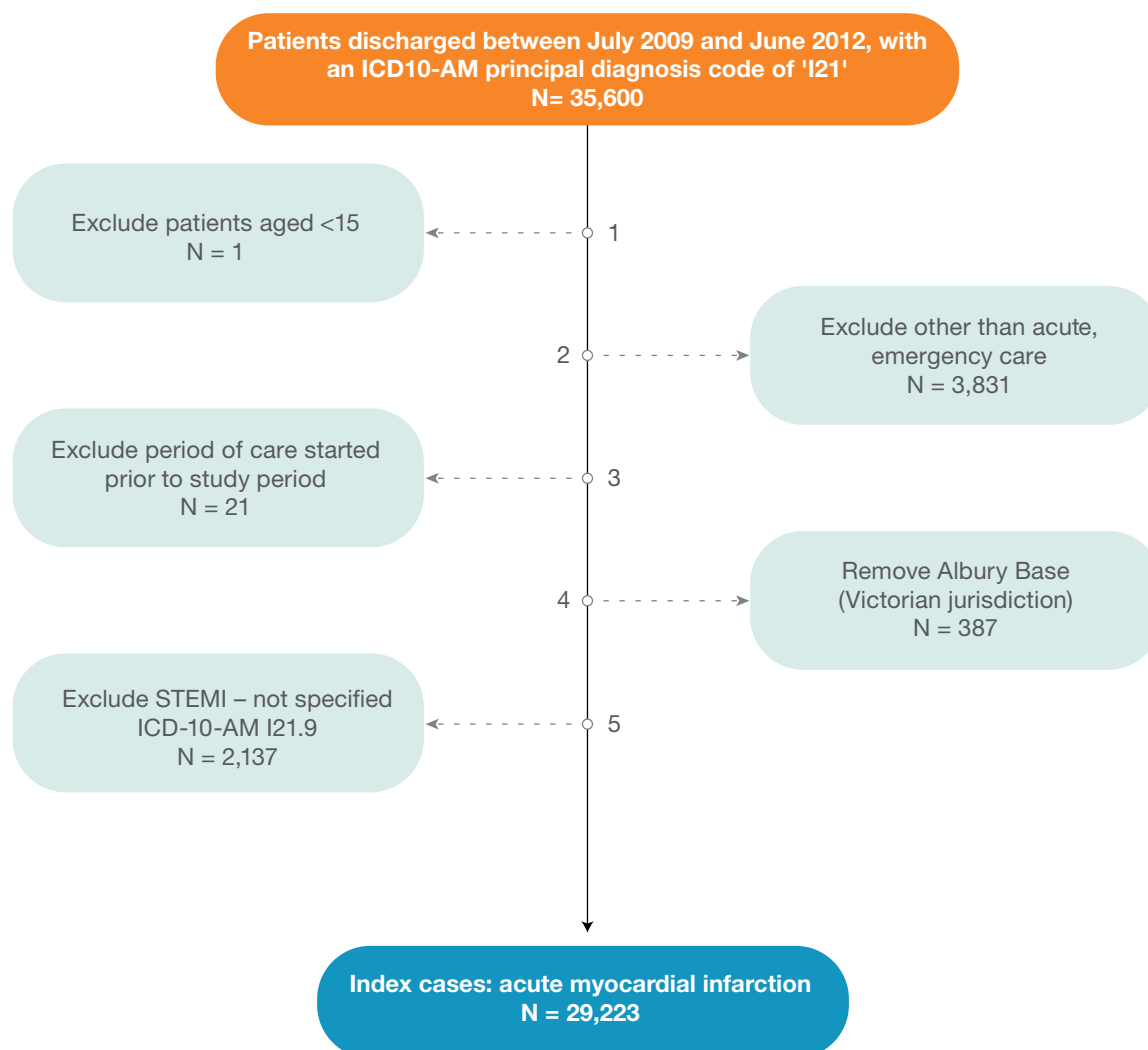 Patients discharged between July 2009 and June 2012, with
an ICD10-AM principal diagnosis code of 'I21'
N= 35,600
Exclude patients aged <15
N = 1
1
2
Exclude other than acute,
emergency care
N = 3,831
Exclude period of care started
prior to study period
N = 21
3
4
Remove Albury Base
(Victorian jurisdiction)
N = 387
Exclude STEMI – not specified
ICD-10-AM I21.9
N = 2,137
5
Index cases: acute myocardial infarction
N = 29,223